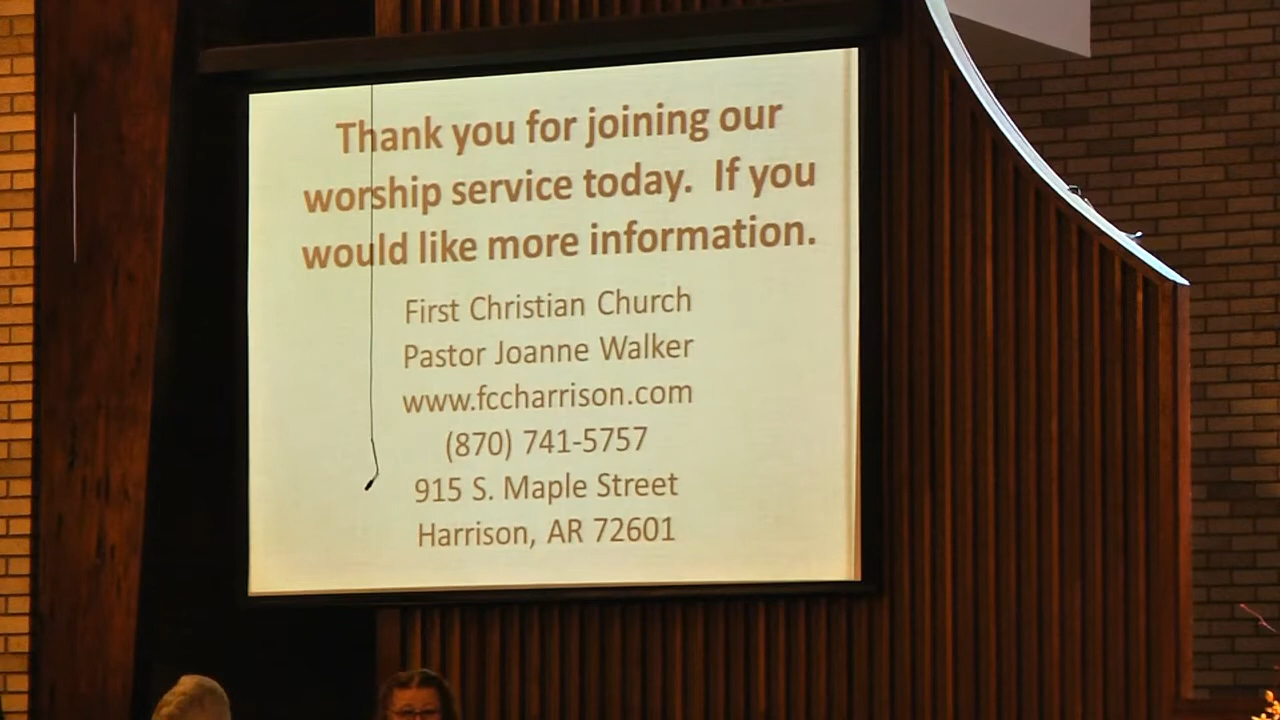 Thank you for joining our
worship service today.  If you
would like more information.
First Christian Church
Pastor Joanne Walker
www.fccharrison.com
(870) 741-5757
915 S. Maple Street
Harrison, AR 72601